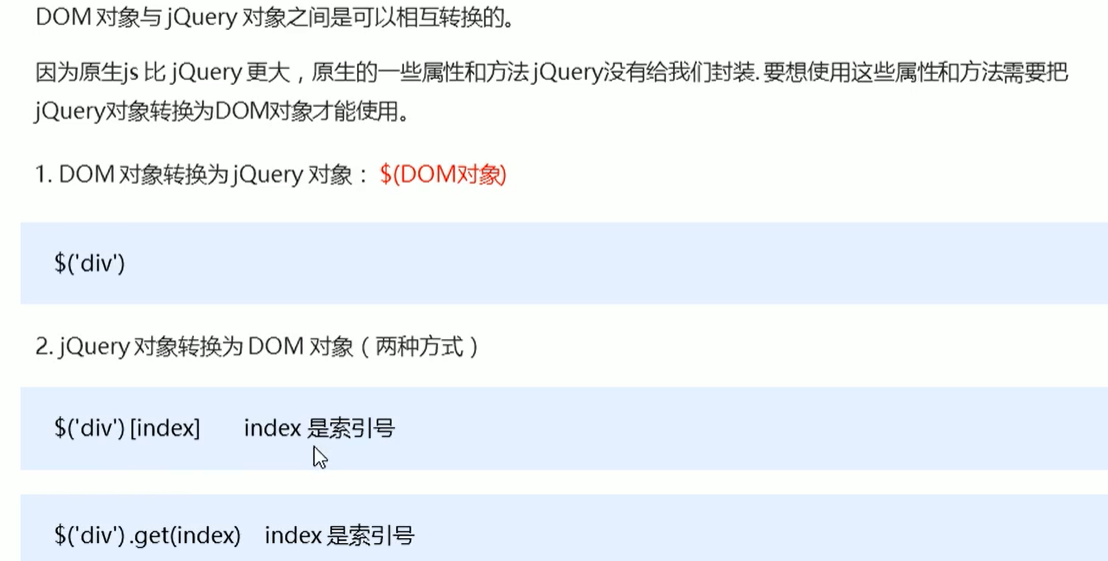 DOM 对象与 jQuery 对象之间是可以相互转换的。
因为原生js 比 jQuery 更大，原生的一些属性和方法 jQuery没有给我们封装. 要想使用这些属性和方法需要把
jQuery对象转换为DOM对象才能使用。
1. DOM 对象转换为 jQuery 对象： $(DOM对象)
$('div')
2. jQuery 对象转换为 DOM 对象（两种方式）
$('div') [index] index 是索引号
$('div') .get(index) index 是索引号